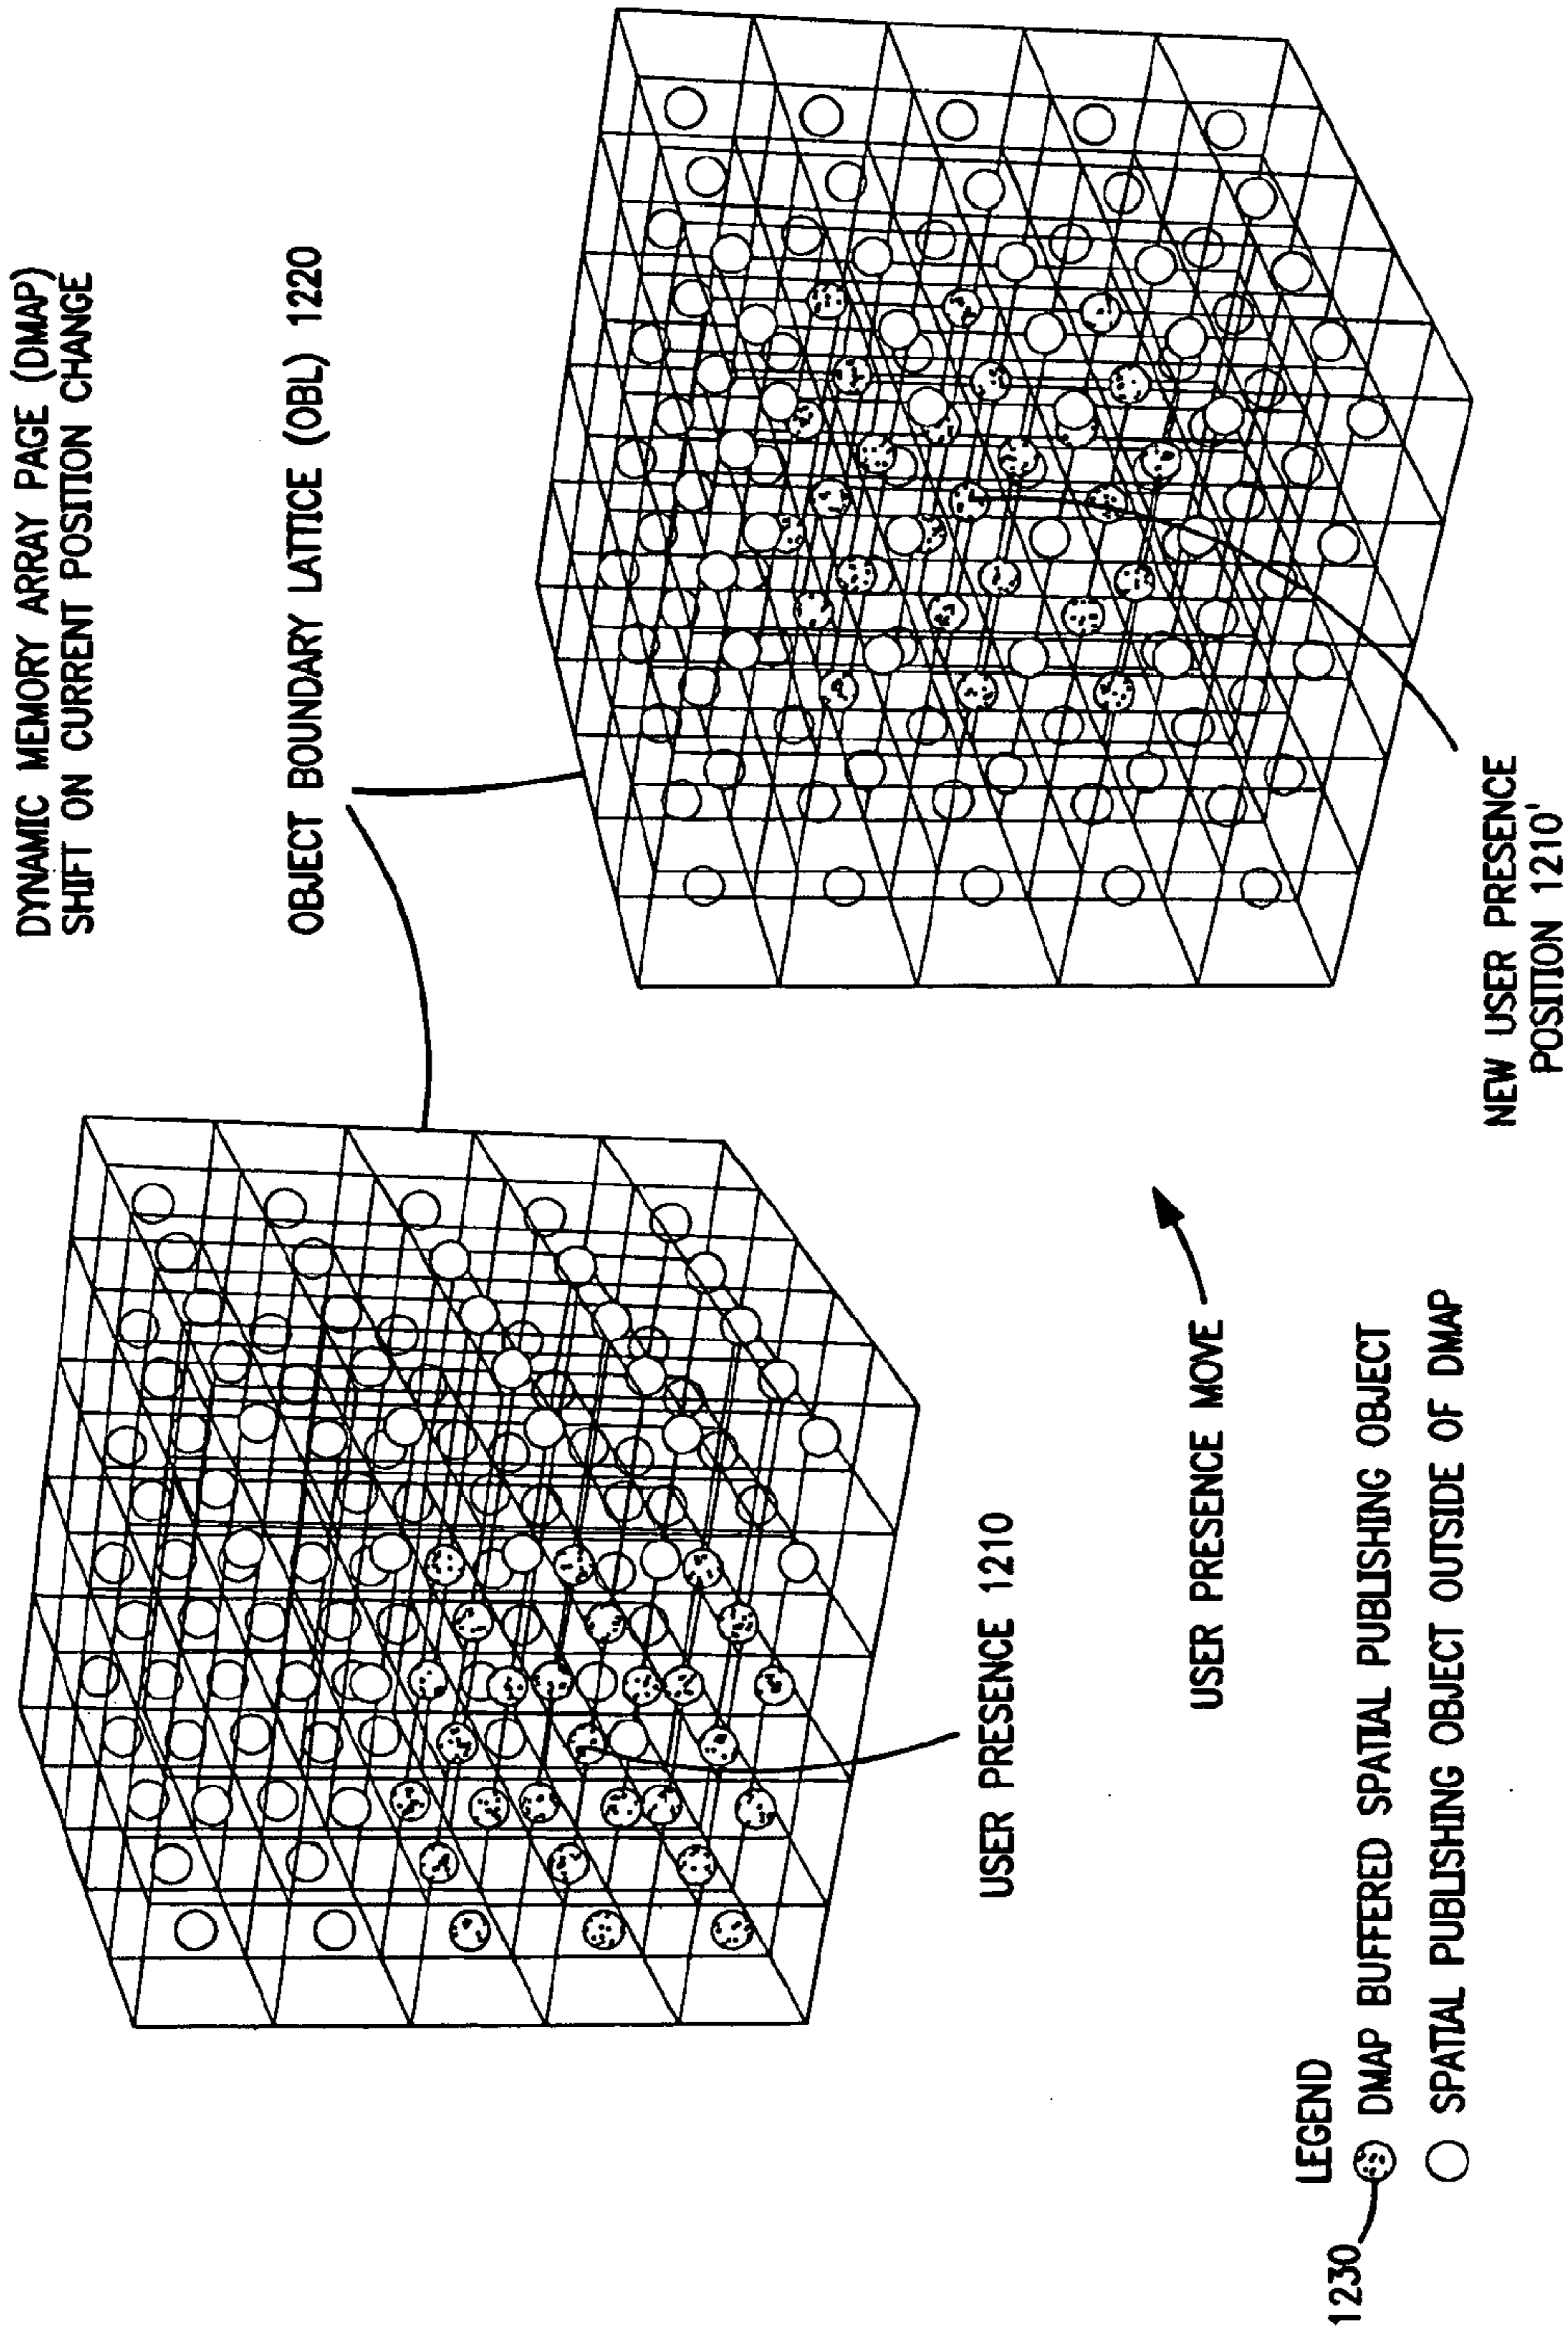 DYNAMIC MEMORY ARRAY PAGE (DMAP)
SHIFT ON CURRENT POSITION CHANGE
OBJECT BOUNDARY LATTICE (OBL) 1220
USER PRESENCE 1210
USER PRESENCE MOVE
NEW USER PRESENCE
POSITION 1210'
LEGEND
1230
DMAP BUFFERED SPATIAL PUBLISHING OBJECT
SPATIAL PUBLISHING OBJECT OUTSIDE OF DMAP